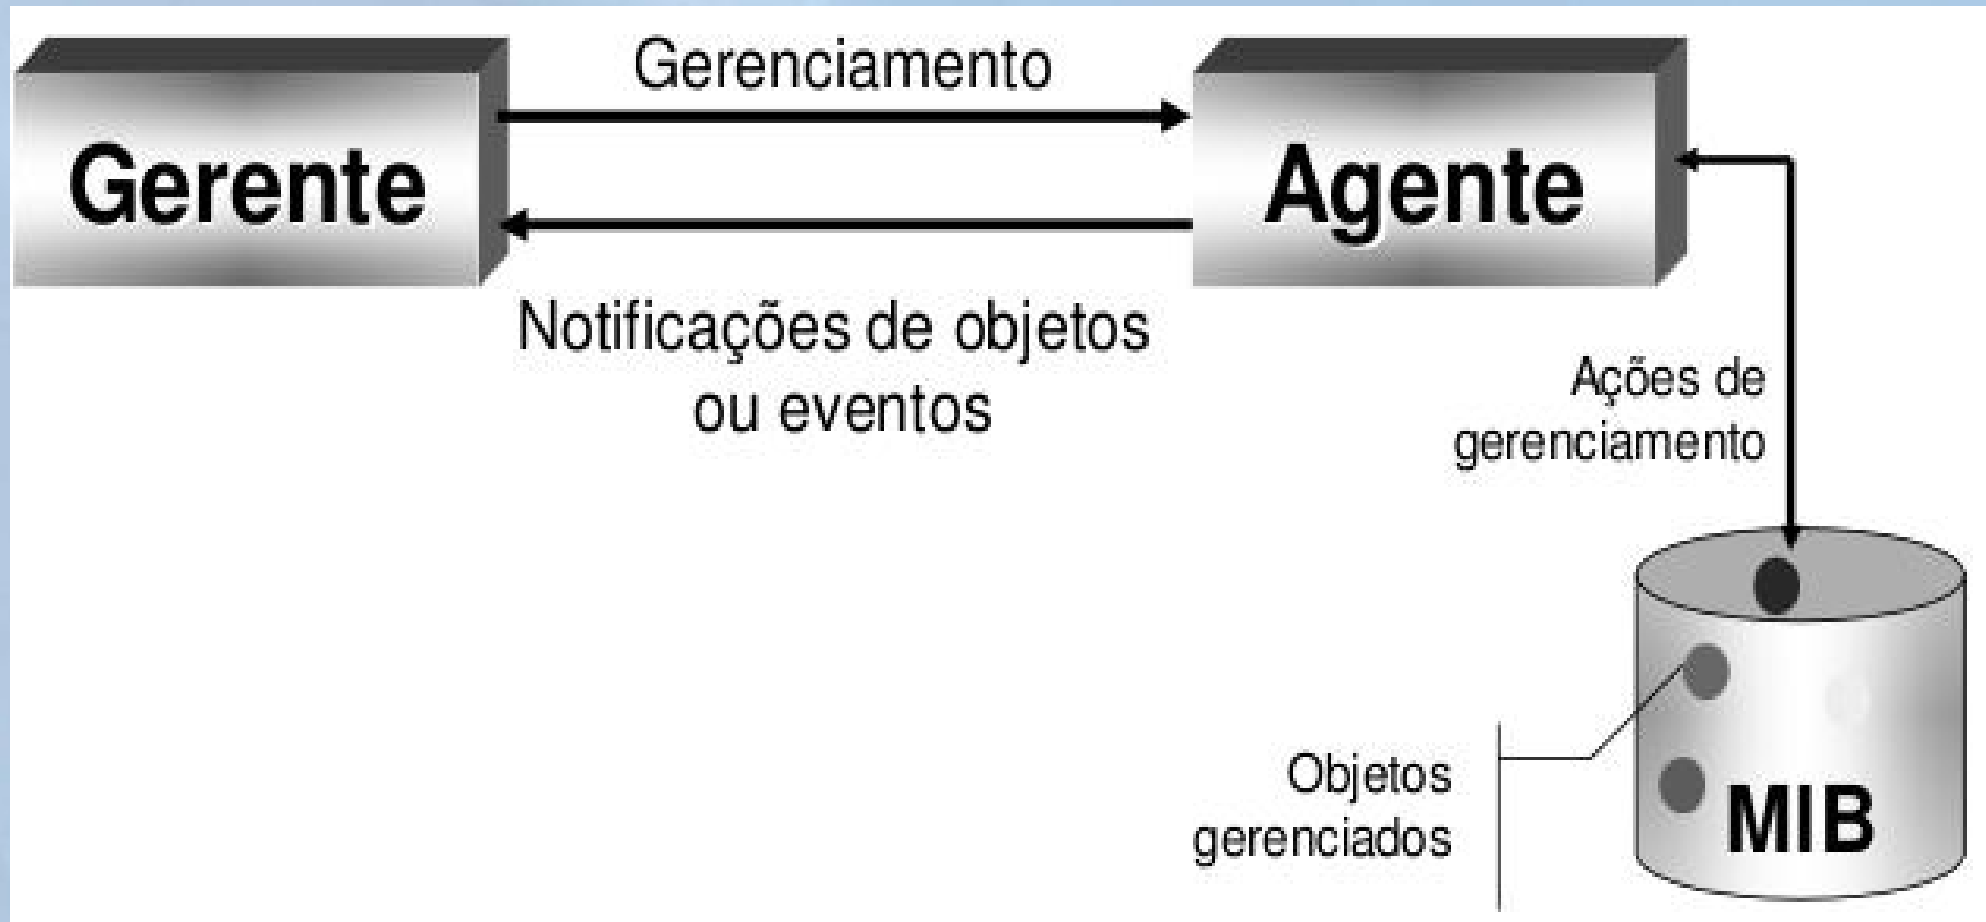 Gerenciamento
Gerente
Agente
Notificações de objetos
ou eventos
Ações de
gerenciamento
Objetos
gerenciados
MIB